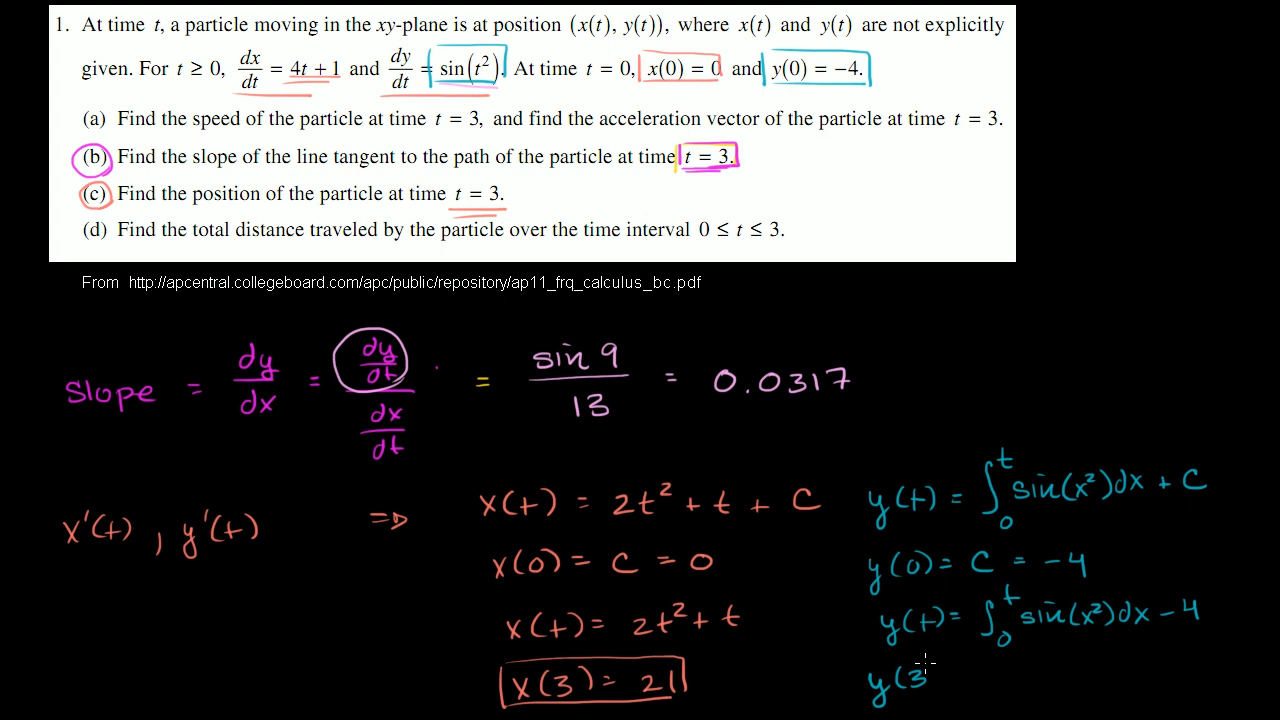 1. At time t, a particle moving in the xy-plane is at position (x(t), y(t)), where x(t) and y(t) are not explicitly
given. For t ≥ 0, dx/dt = 4t + 1 and dy/dt = sin(t²). At time t = 0, x(0) = 0 and y(0) = −4.
(a) Find the speed of the particle at time t = 3, and find the acceleration vector of the particle at time t = 3.
(b) Find the slope of the line tangent to the path of the particle at time t = 3.
(c) Find the position of the particle at time t = 3.
(d) Find the total distance traveled by the particle over the time interval 0 ≤ t ≤ 3.
From http://apcentral.collegeboard.com/apc/public/repository/ap11_frq_calculus_bc.pdf
Slope = dy/dx = (dy/dt)/(dx/dt) = sin 9/13 = 0.0317
x'(t), y'(t) ⇒ x(t) = 2t² + t + C
y(t) = ∫₀ᵗ sin(x²)dx + C
x(0) = C = 0
y(0) = C = −4
x(t) = 2t² + t
y(t) = ∫₀ᵗ sin(x²)dx − 4
x(3) = 21
y(3